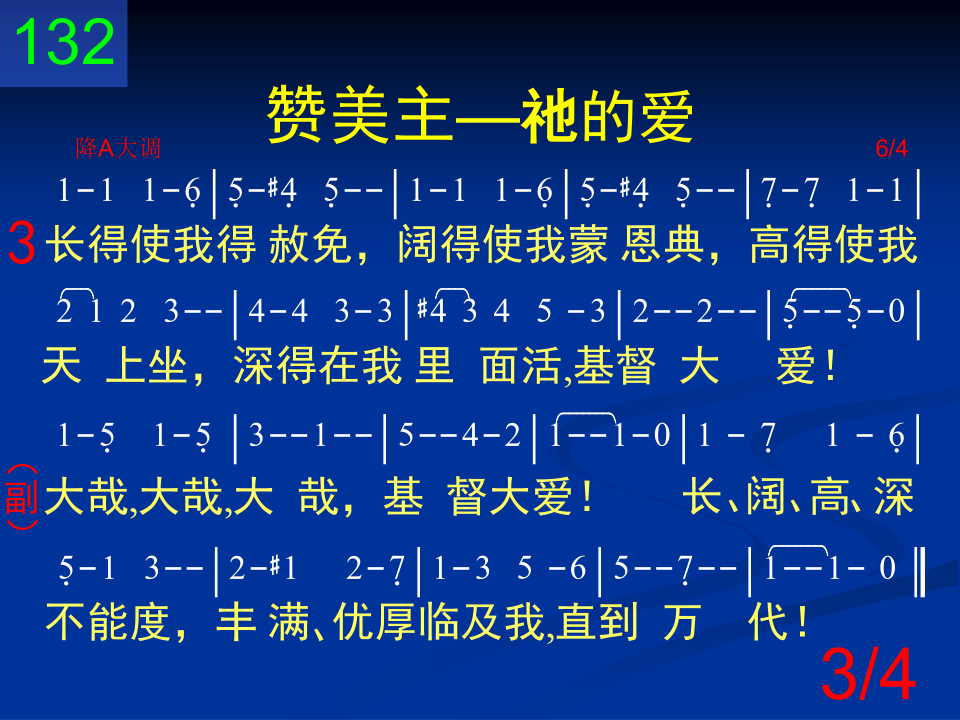 132
赞美主—祂的爱
降A大调 6/4
1-1 1-6̣|5̣-#4̣ 5̣--|1-1 1-6̣|5̣-#4̣ 5̣--|7̣-7̣ 1-1|
3 长得使我得 赦免，阔得使我蒙 恩典，高得使我
2 1 2 3--|4-4 3-3|#4 3 4 5 -3|2--2--|5̣--5̣-0|
天 上坐，深得在我 里 面活,基督 大 爱！
1-5̣ 1-5̣ |3--1--|5--4-2|1--1-0|1 - 7̣ 1 - 6̣|
（副） 大哉,大哉,大 哉，基 督大爱！ 长、阔、高、深
5̣-1 3--|2-#1 2-7̣|1-3 5 -6|5--7̣--|1--1- 0 ‖
不能度，丰 满、优厚临及我,直到 万 代！
3/4